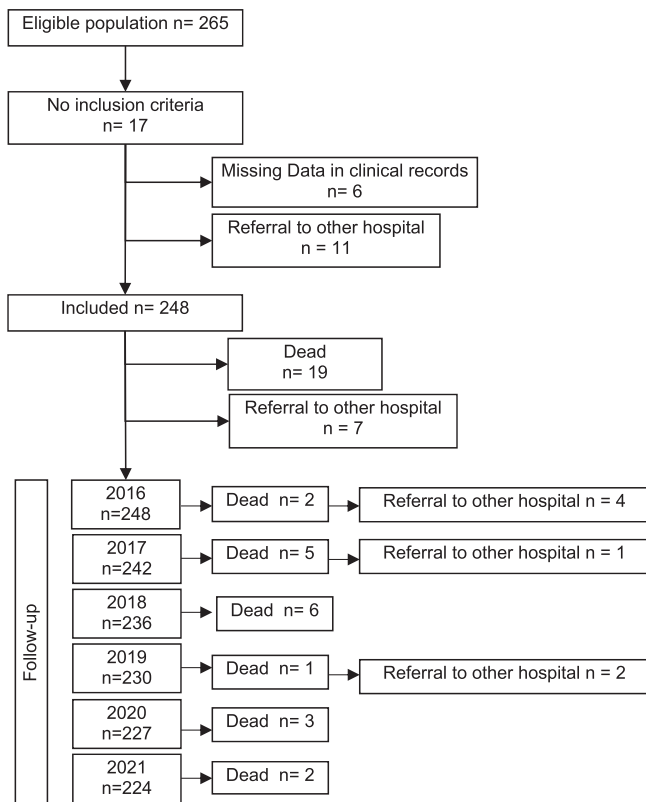 Eligible population n= 265
No inclusion criteria
n= 17
Missing Data in clinical records
n= 6
Referral to other hospital
n = 11
Included n= 248
Dead
n= 19
Referral to other hospital
n = 7
Follow-up
2016
n=248
Dead n= 2
Referral to other hospital n = 4
2017
n=242
Dead n= 5
Referral to other hospital n = 1
2018
n=236
Dead n= 6
2019
n=230
Dead n= 1
Referral to other hospital n = 2
2020
n=227
Dead n= 3
2021
n=224
Dead n= 2